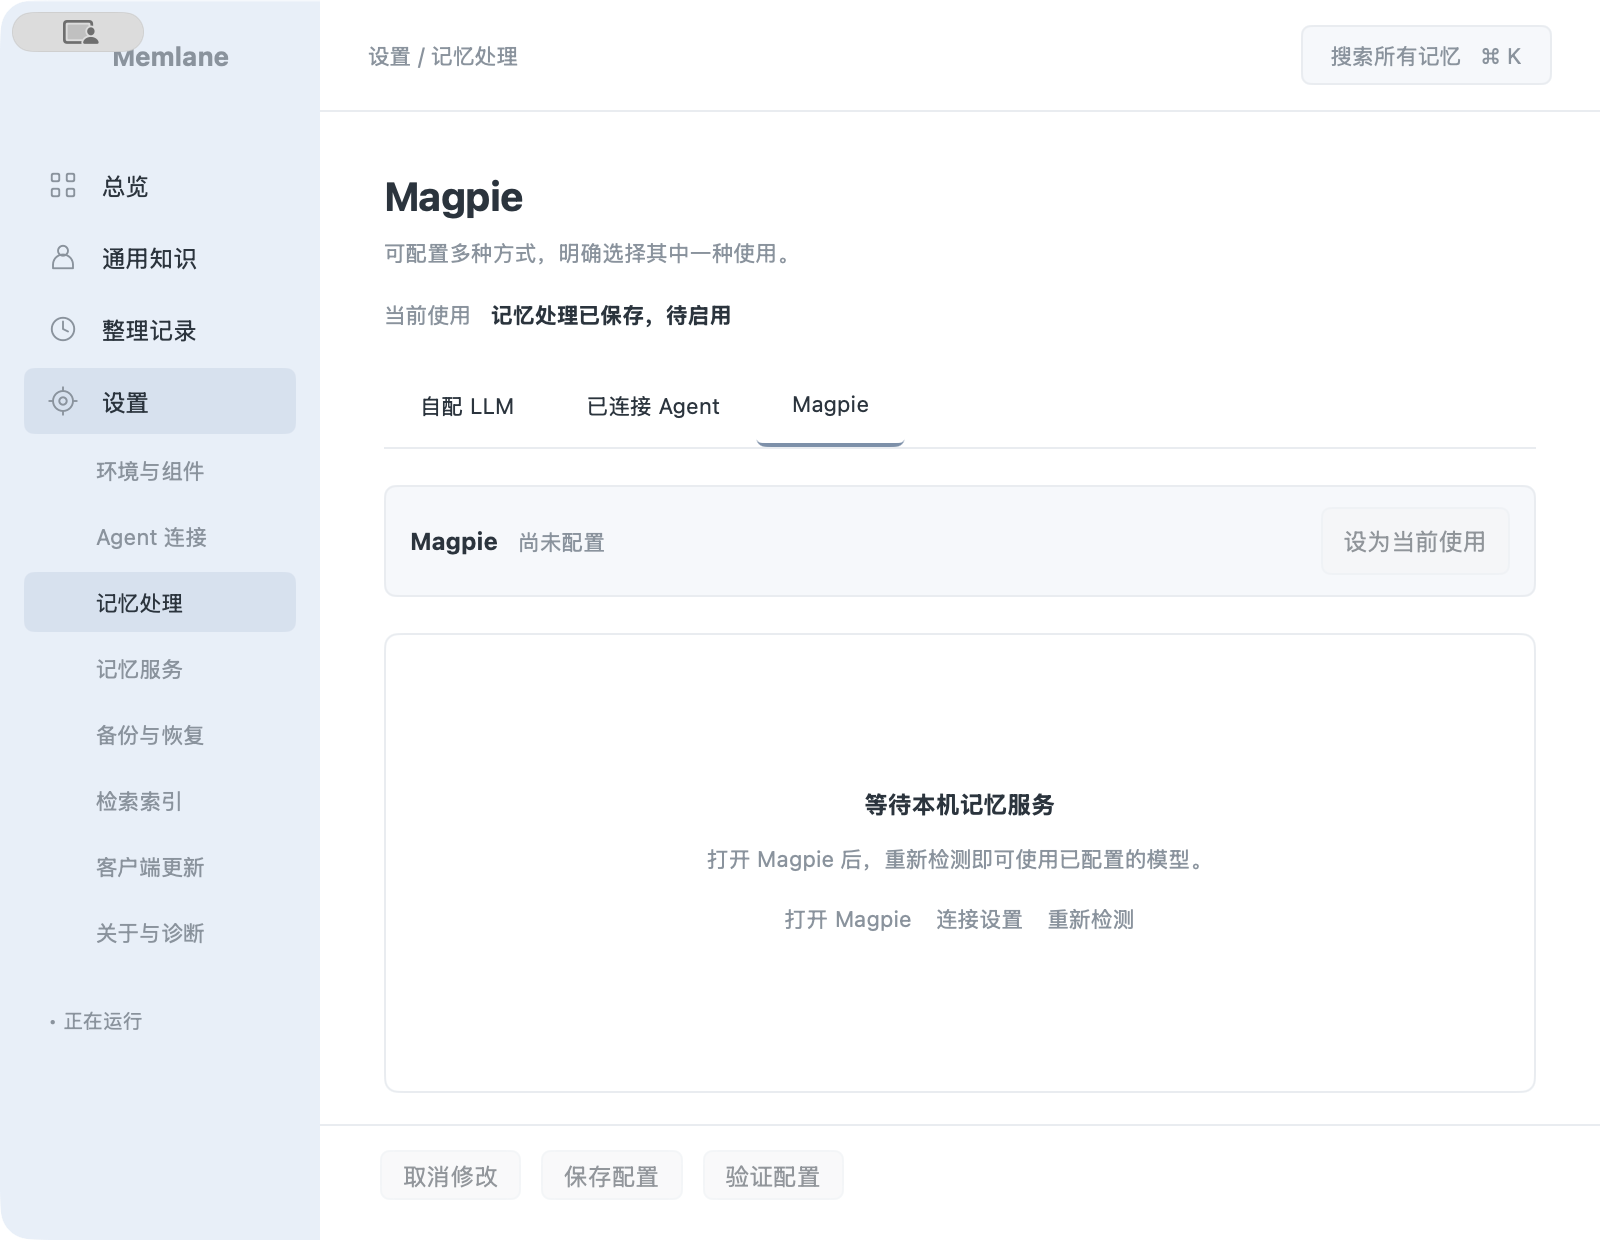 Memlane
设置 / 记忆处理
搜索所有记忆 ⌘ K
总览
通用知识
整理记录
设置
环境与组件
Agent 连接
记忆处理
记忆服务
备份与恢复
检索索引
客户端更新
关于与诊断
• 正在运行
Magpie
可配置多种方式，明确选择其中一种使用。
当前使用 记忆处理已保存，待启用
自配 LLM 已连接 Agent Magpie
Magpie 尚未配置 设为当前使用
等待本机记忆服务
打开 Magpie 后，重新检测即可使用已配置的模型。
打开 Magpie 连接设置 重新检测
取消修改 保存配置 验证配置